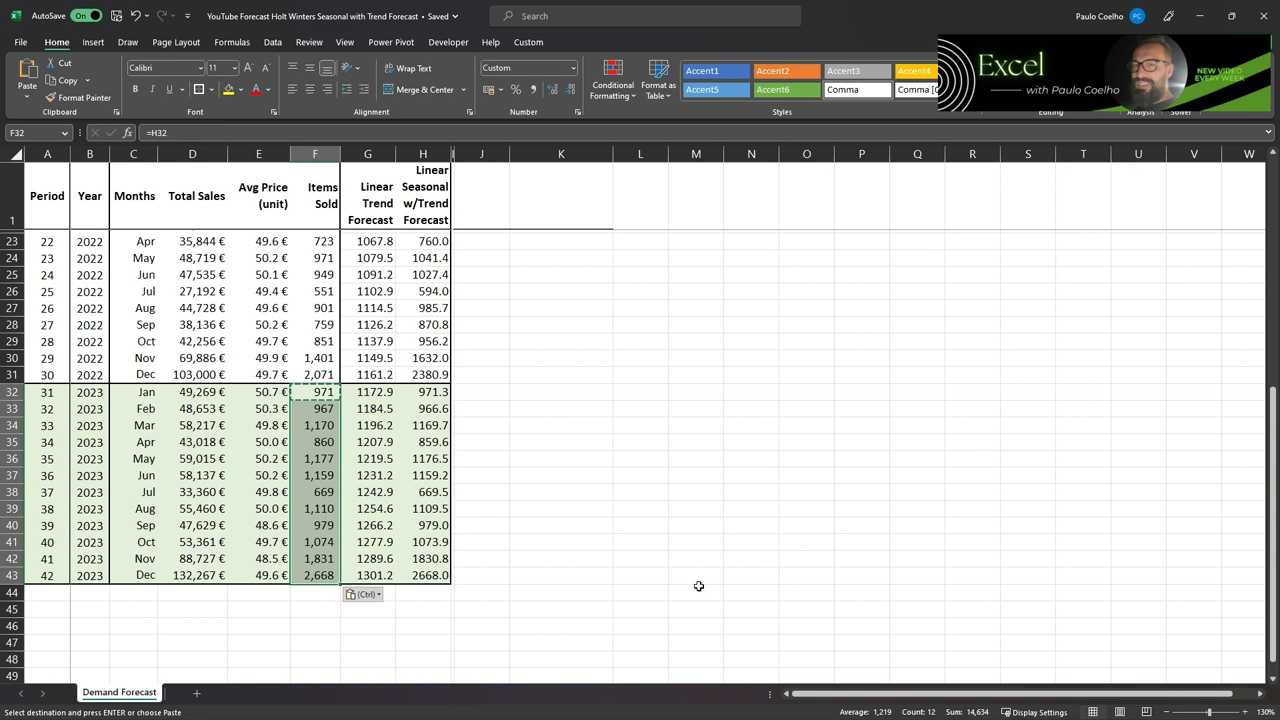 AutoSave On YouTube Forecast Holt Winters Seasonal with Trend Forecast • Saved Search Paulo Coelho PC
File Home Insert Draw Page Layout Formulas Data Review View Power Pivot Developer Help Custom
Paste Cut Copy Format Painter Clipboard
Calibri 11 B I U Font
Wrap Text Merge & Center Alignment
Custom % Number
Conditional Formatting Format as Table
Accent1 Accent2 Accent3 Accent4
Accent5 Accent6 Comma Comma [0
Styles
Excel
with Paulo Coelho
NEW VIDEO
EVERY WEEK
F32 fx =H32
A B C D E F G H J K L M N O P Q R S T U V W
1 Period Year Months Total Sales Avg Price (unit) Items Sold Linear Trend Forecast Linear Seasonal w/Trend Forecast
23 22 2022 Apr 35,844 € 49.6 € 723 1067.8 760.0
24 23 2022 May 48,719 € 50.2 € 971 1079.5 1041.4
25 24 2022 Jun 47,535 € 50.1 € 949 1091.2 1027.4
26 25 2022 Jul 27,192 € 49.4 € 551 1102.9 594.0
27 26 2022 Aug 44,728 € 49.6 € 901 1114.5 985.7
28 27 2022 Sep 38,136 € 50.2 € 759 1126.2 870.8
29 28 2022 Oct 42,256 € 49.7 € 851 1137.9 956.2
30 29 2022 Nov 69,886 € 49.9 € 1,401 1149.5 1632.0
31 30 2022 Dec 103,000 € 49.7 € 2,071 1161.2 2380.9
32 31 2023 Jan 49,269 € 50.7 € 971 1172.9 971.3
33 32 2023 Feb 48,653 € 50.3 € 967 1184.5 966.6
34 33 2023 Mar 58,217 € 49.8 € 1,170 1196.2 1169.7
35 34 2023 Apr 43,018 € 50.0 € 860 1207.9 859.6
36 35 2023 May 59,015 € 50.2 € 1,177 1219.5 1176.5
37 36 2023 Jun 58,137 € 50.2 € 1,159 1231.2 1159.2
38 37 2023 Jul 33,360 € 49.8 € 669 1242.9 669.5
39 38 2023 Aug 55,460 € 50.0 € 1,110 1254.6 1109.5
40 39 2023 Sep 47,629 € 48.6 € 979 1266.2 979.0
41 40 2023 Oct 53,361 € 49.7 € 1,074 1277.9 1073.9
42 41 2023 Nov 88,727 € 48.5 € 1,831 1289.6 1830.8
43 42 2023 Dec 132,267 € 49.6 € 2,668 1301.2 2668.0
44 (Ctrl)
45
46
47
48
49
Demand Forecast
Select destination and press ENTER or choose Paste Average: 1,219 Count: 12 Sum: 14,634 Display Settings 130%